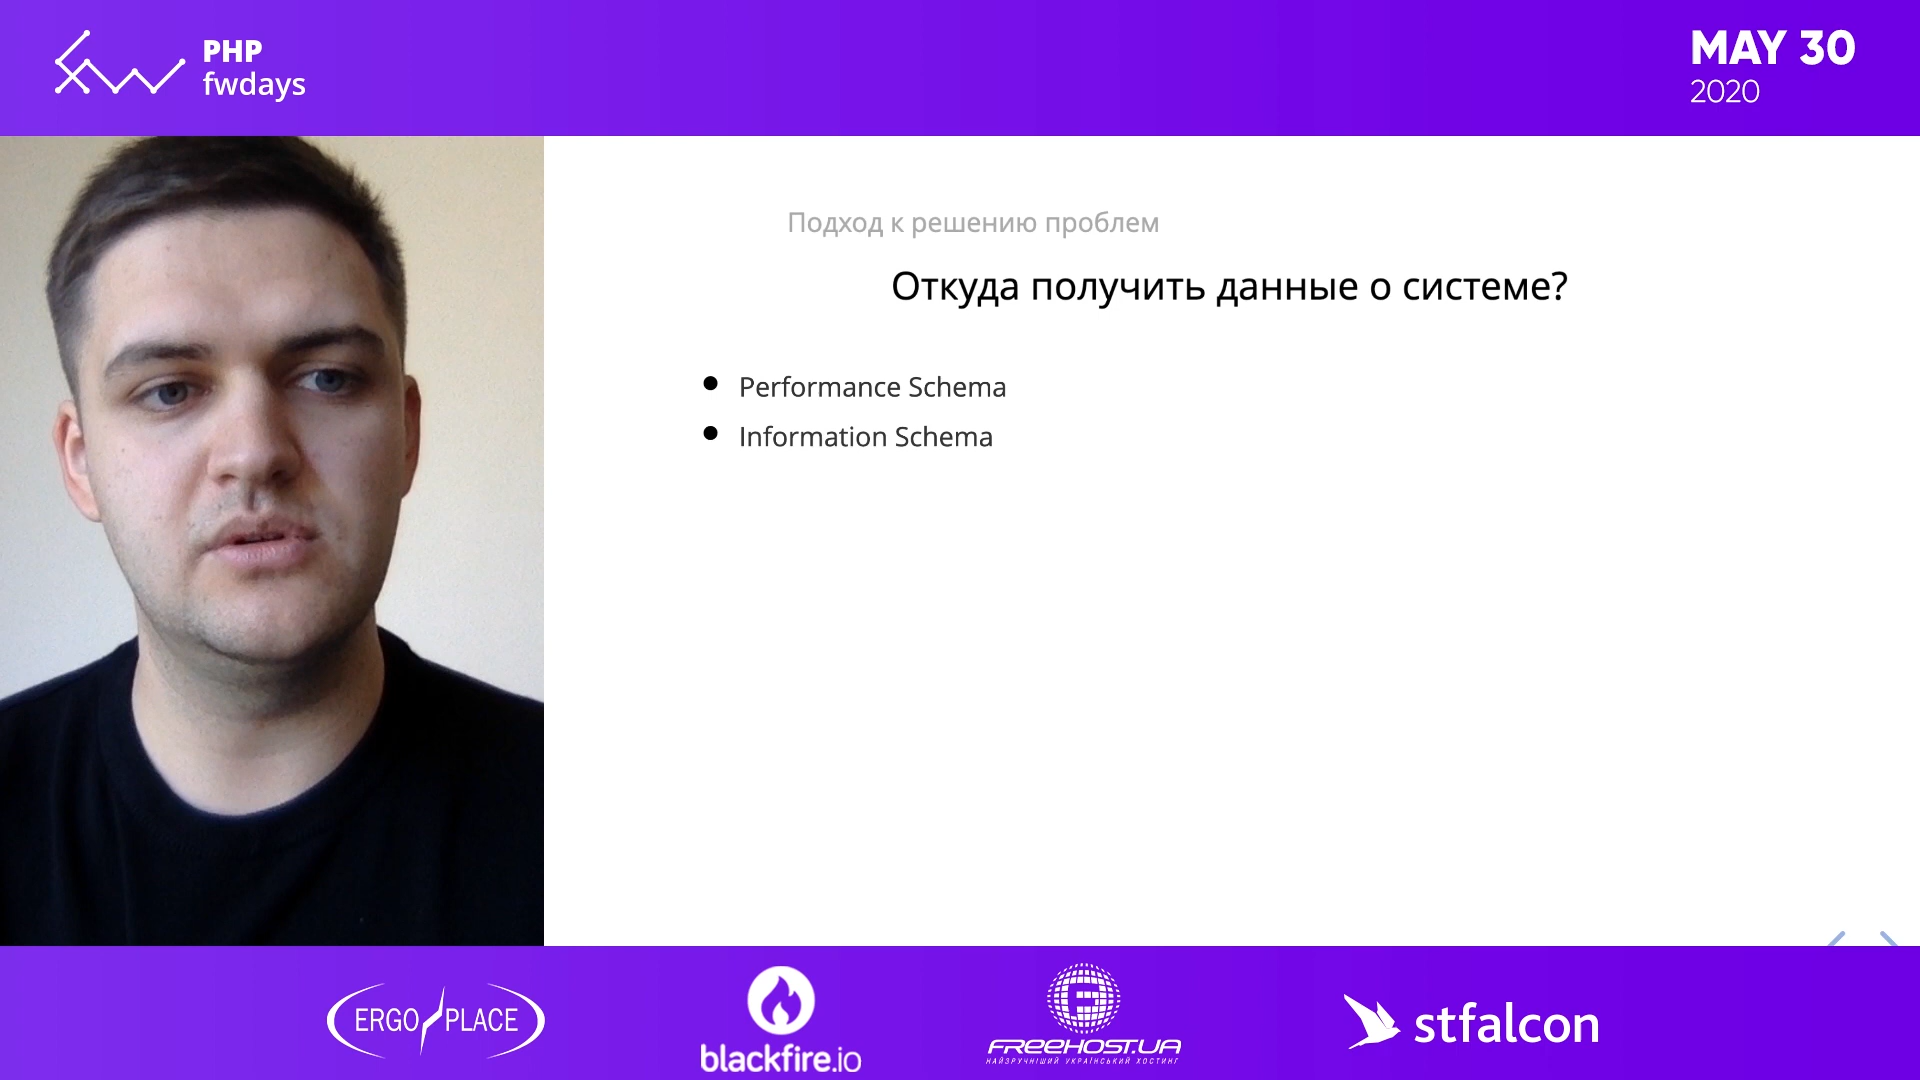 PHP
fwdays
MAY 30
2020
Подход к решению проблем
Откуда получить данные о системе?
Performance Schema
Information Schema
ERGO PLACE
blackfire.io
FREEHOST.UA
НАЙЗРУЧНІШИЙ УКРАЇНСЬКИЙ ХОСТИНГ
stfalcon